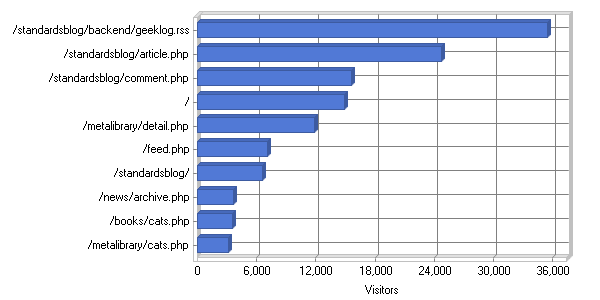 /standardsblog/backend/geeklog.rss
/standardsblog/article.php
/standardsblog/comment.php
/
/metalibrary/detail.php
/feed.php
/standardsblog/
/news/archive.php
/books/cats.php
/metalibrary/cats.php
0 6,000 12,000 18,000 24,000 30,000 36,000
Visitors